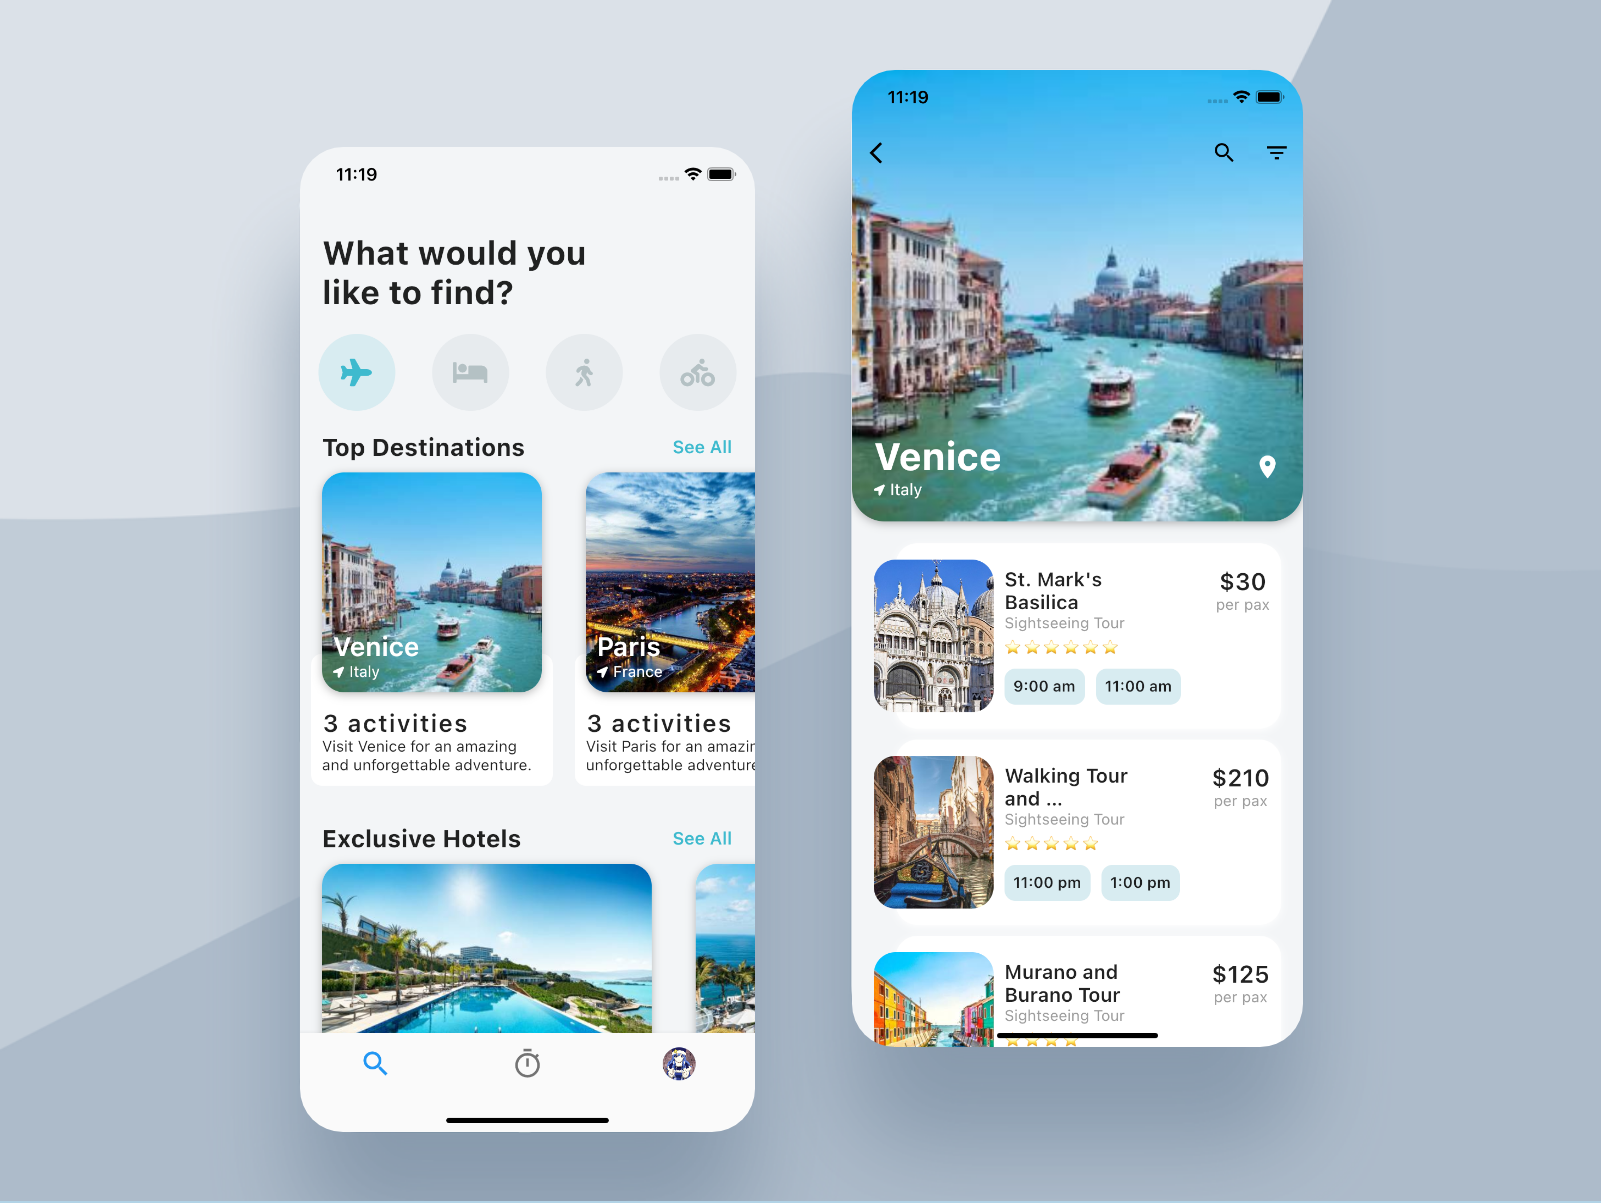 11:19
What would you
like to find?
Top Destinations
See All
Venice
Italy
Paris
France
3 activities
Visit Venice for an amazing
and unforgettable adventure.
3 activities
Visit Paris for an amazin
unforgettable adventure
Exclusive Hotels
See All
11:19
Venice
Italy
St. Mark's
Basilica
Sightseeing Tour
$30
per pax
9:00 am
11:00 am
Walking Tour
and ...
Sightseeing Tour
$210
per pax
11:00 pm
1:00 pm
Murano and
Burano Tour
Sightseeing Tour
$125
per pax